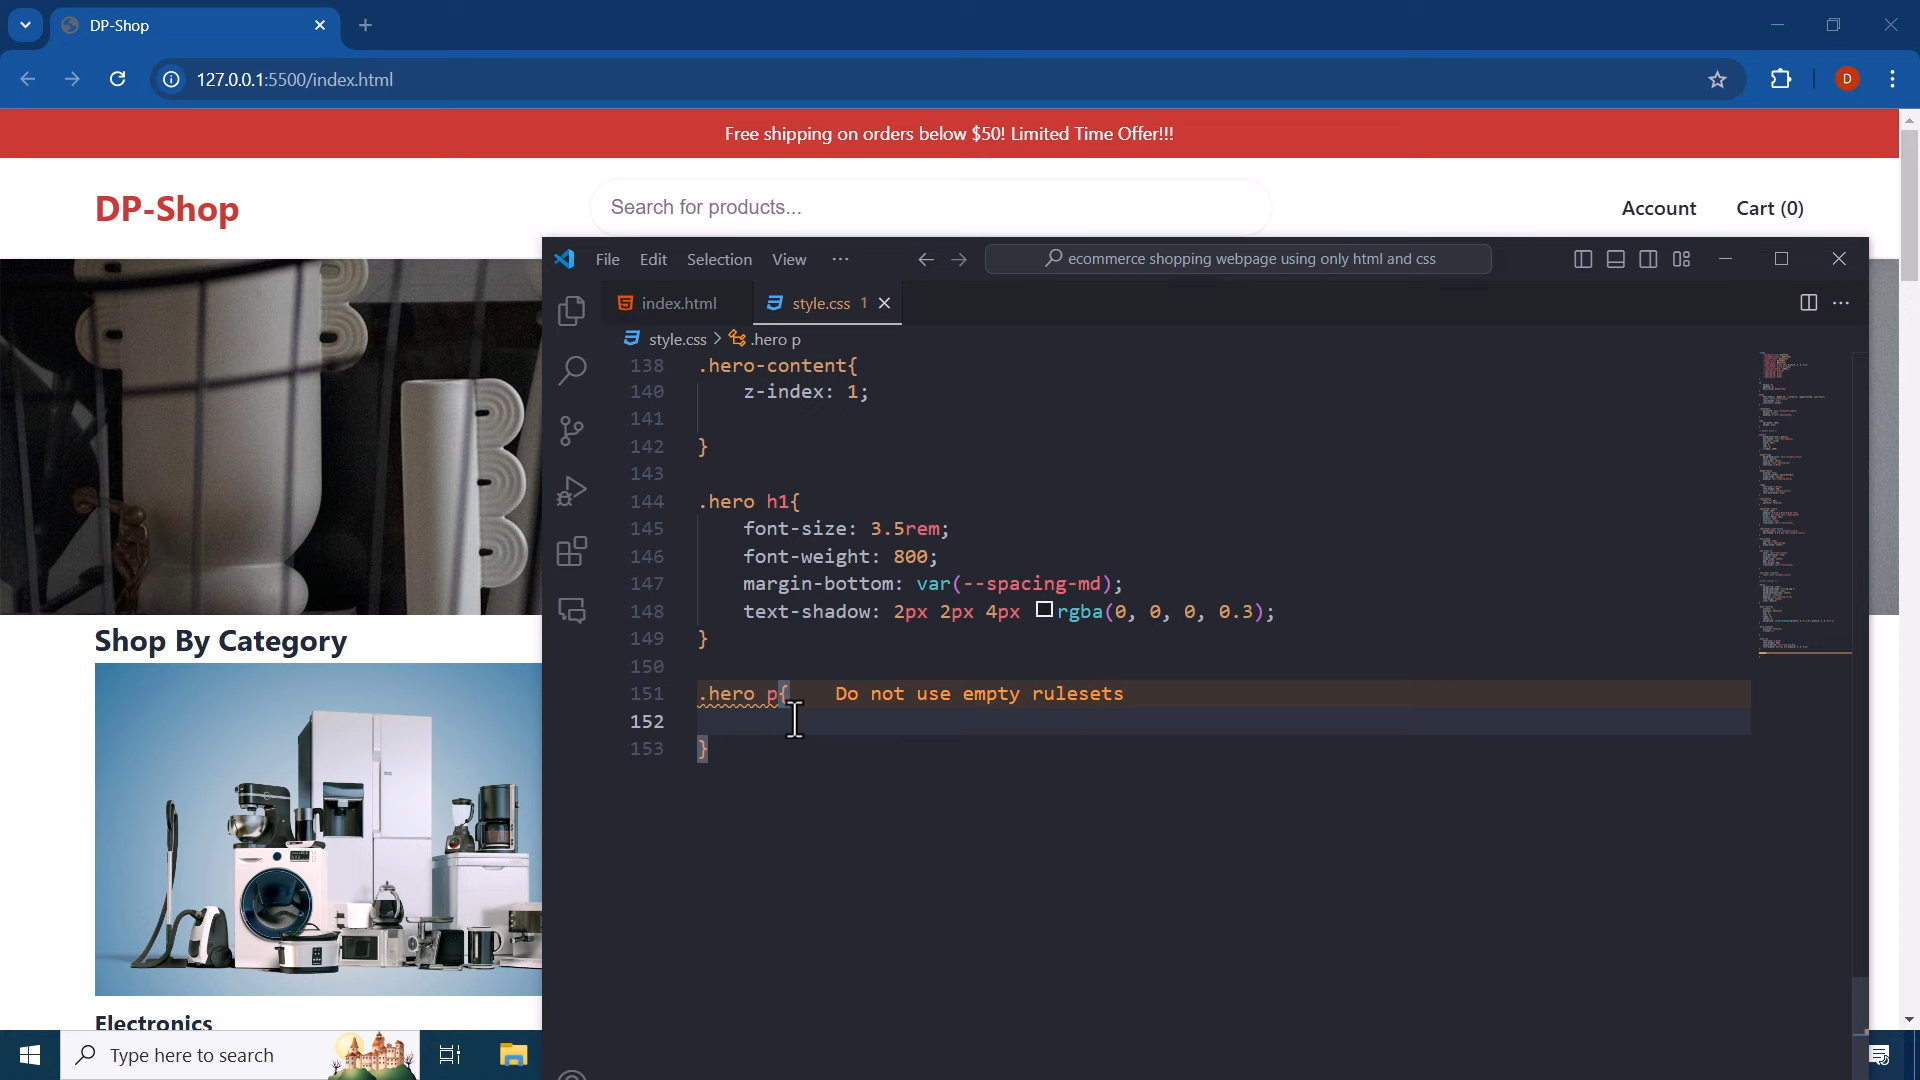 DP-Shop
127.0.0.1:5500/index.html
D
Free shipping on orders below $50! Limited Time Offer!!!
DP-Shop
Search for products...
Account
Cart (0)
File
Edit
Selection
View
ecommerce shopping webpage using only html and css
index.html
style.css 1
style.css > .hero p
138 .hero-content{
140 z-index: 1;
141
142 }
143
144 .hero h1{
145 font-size: 3.5rem;
146 font-weight: 800;
147 margin-bottom: var(--spacing-md);
148 text-shadow: 2px 2px 4px rgba(0, 0, 0, 0.3);
149 }
150
151 .hero p{ Do not use empty rulesets
152
153 }
Shop By Category
Electronics
Type here to search